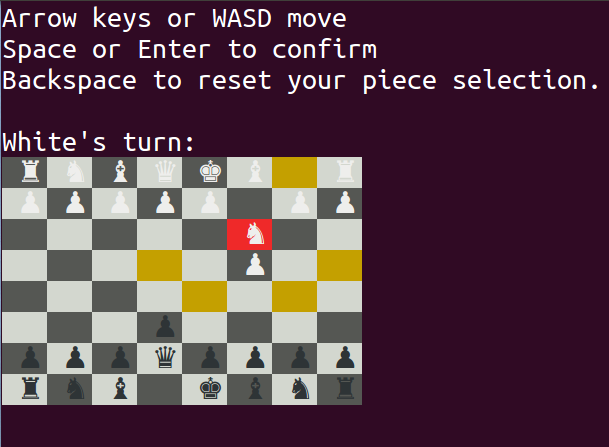 Arrow keys or WASD move
Space or Enter to confirm
Backspace to reset your piece selection.
White's turn: